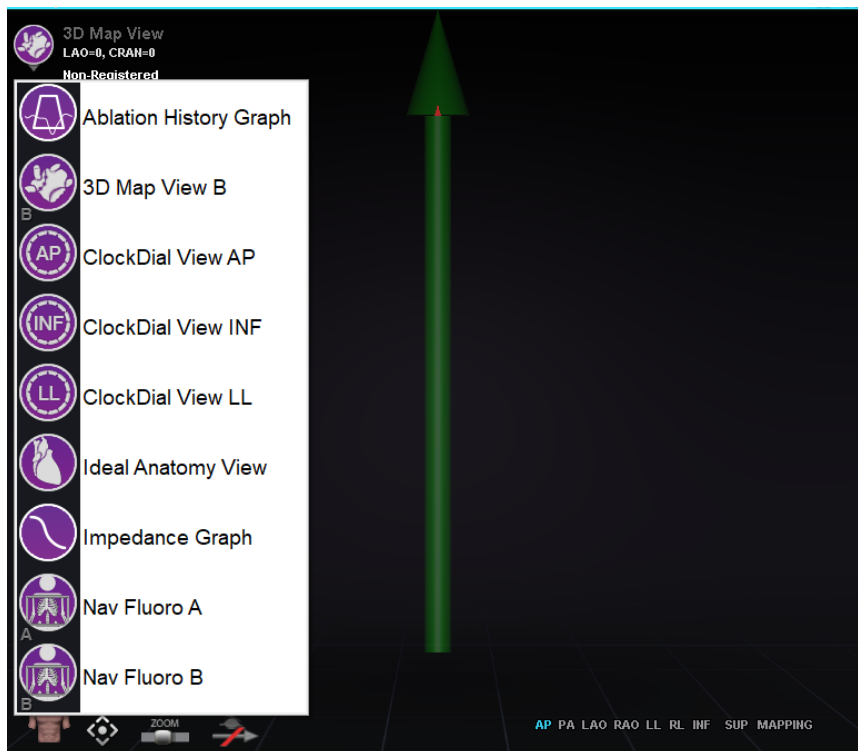 3D Map View
LAO=0, CRAN=0
Non-Registered
Ablation History Graph
B
3D Map View B
AP
ClockDial View AP
INF
ClockDial View INF
LL
ClockDial View LL
Ideal Anatomy View
Impedance Graph
A
Nav Fluoro A
B
Nav Fluoro B
ZOOM
AP PA LAO RAO LL RL INF SUP MAPPING